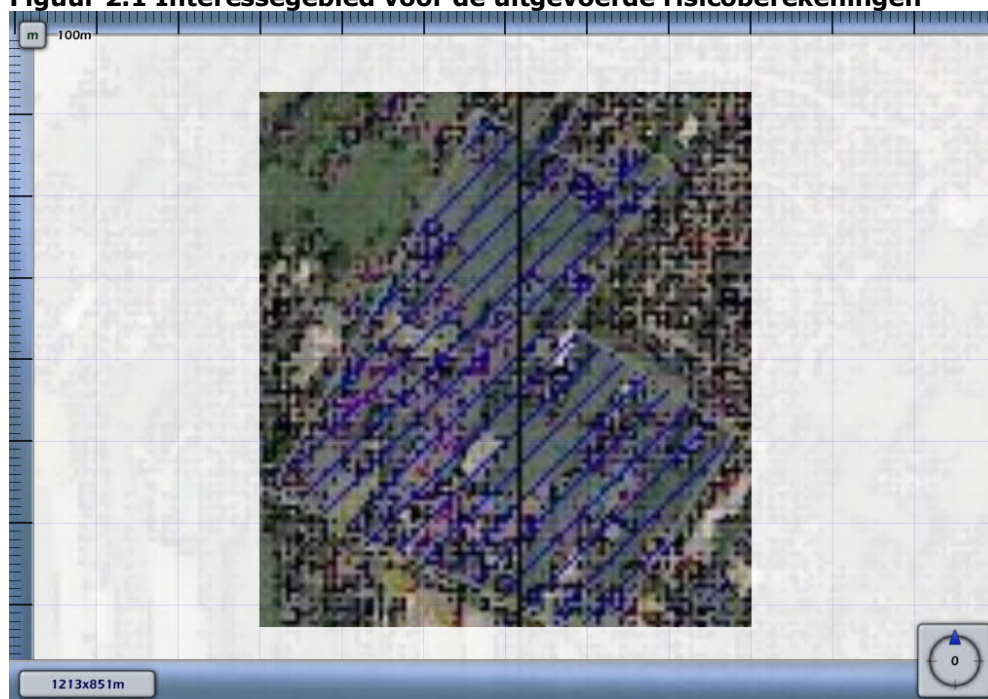 Figuur 2.1 Interessegebied voor de uitgevoerde risicoberekeningen
m
100m
0
1213x851m